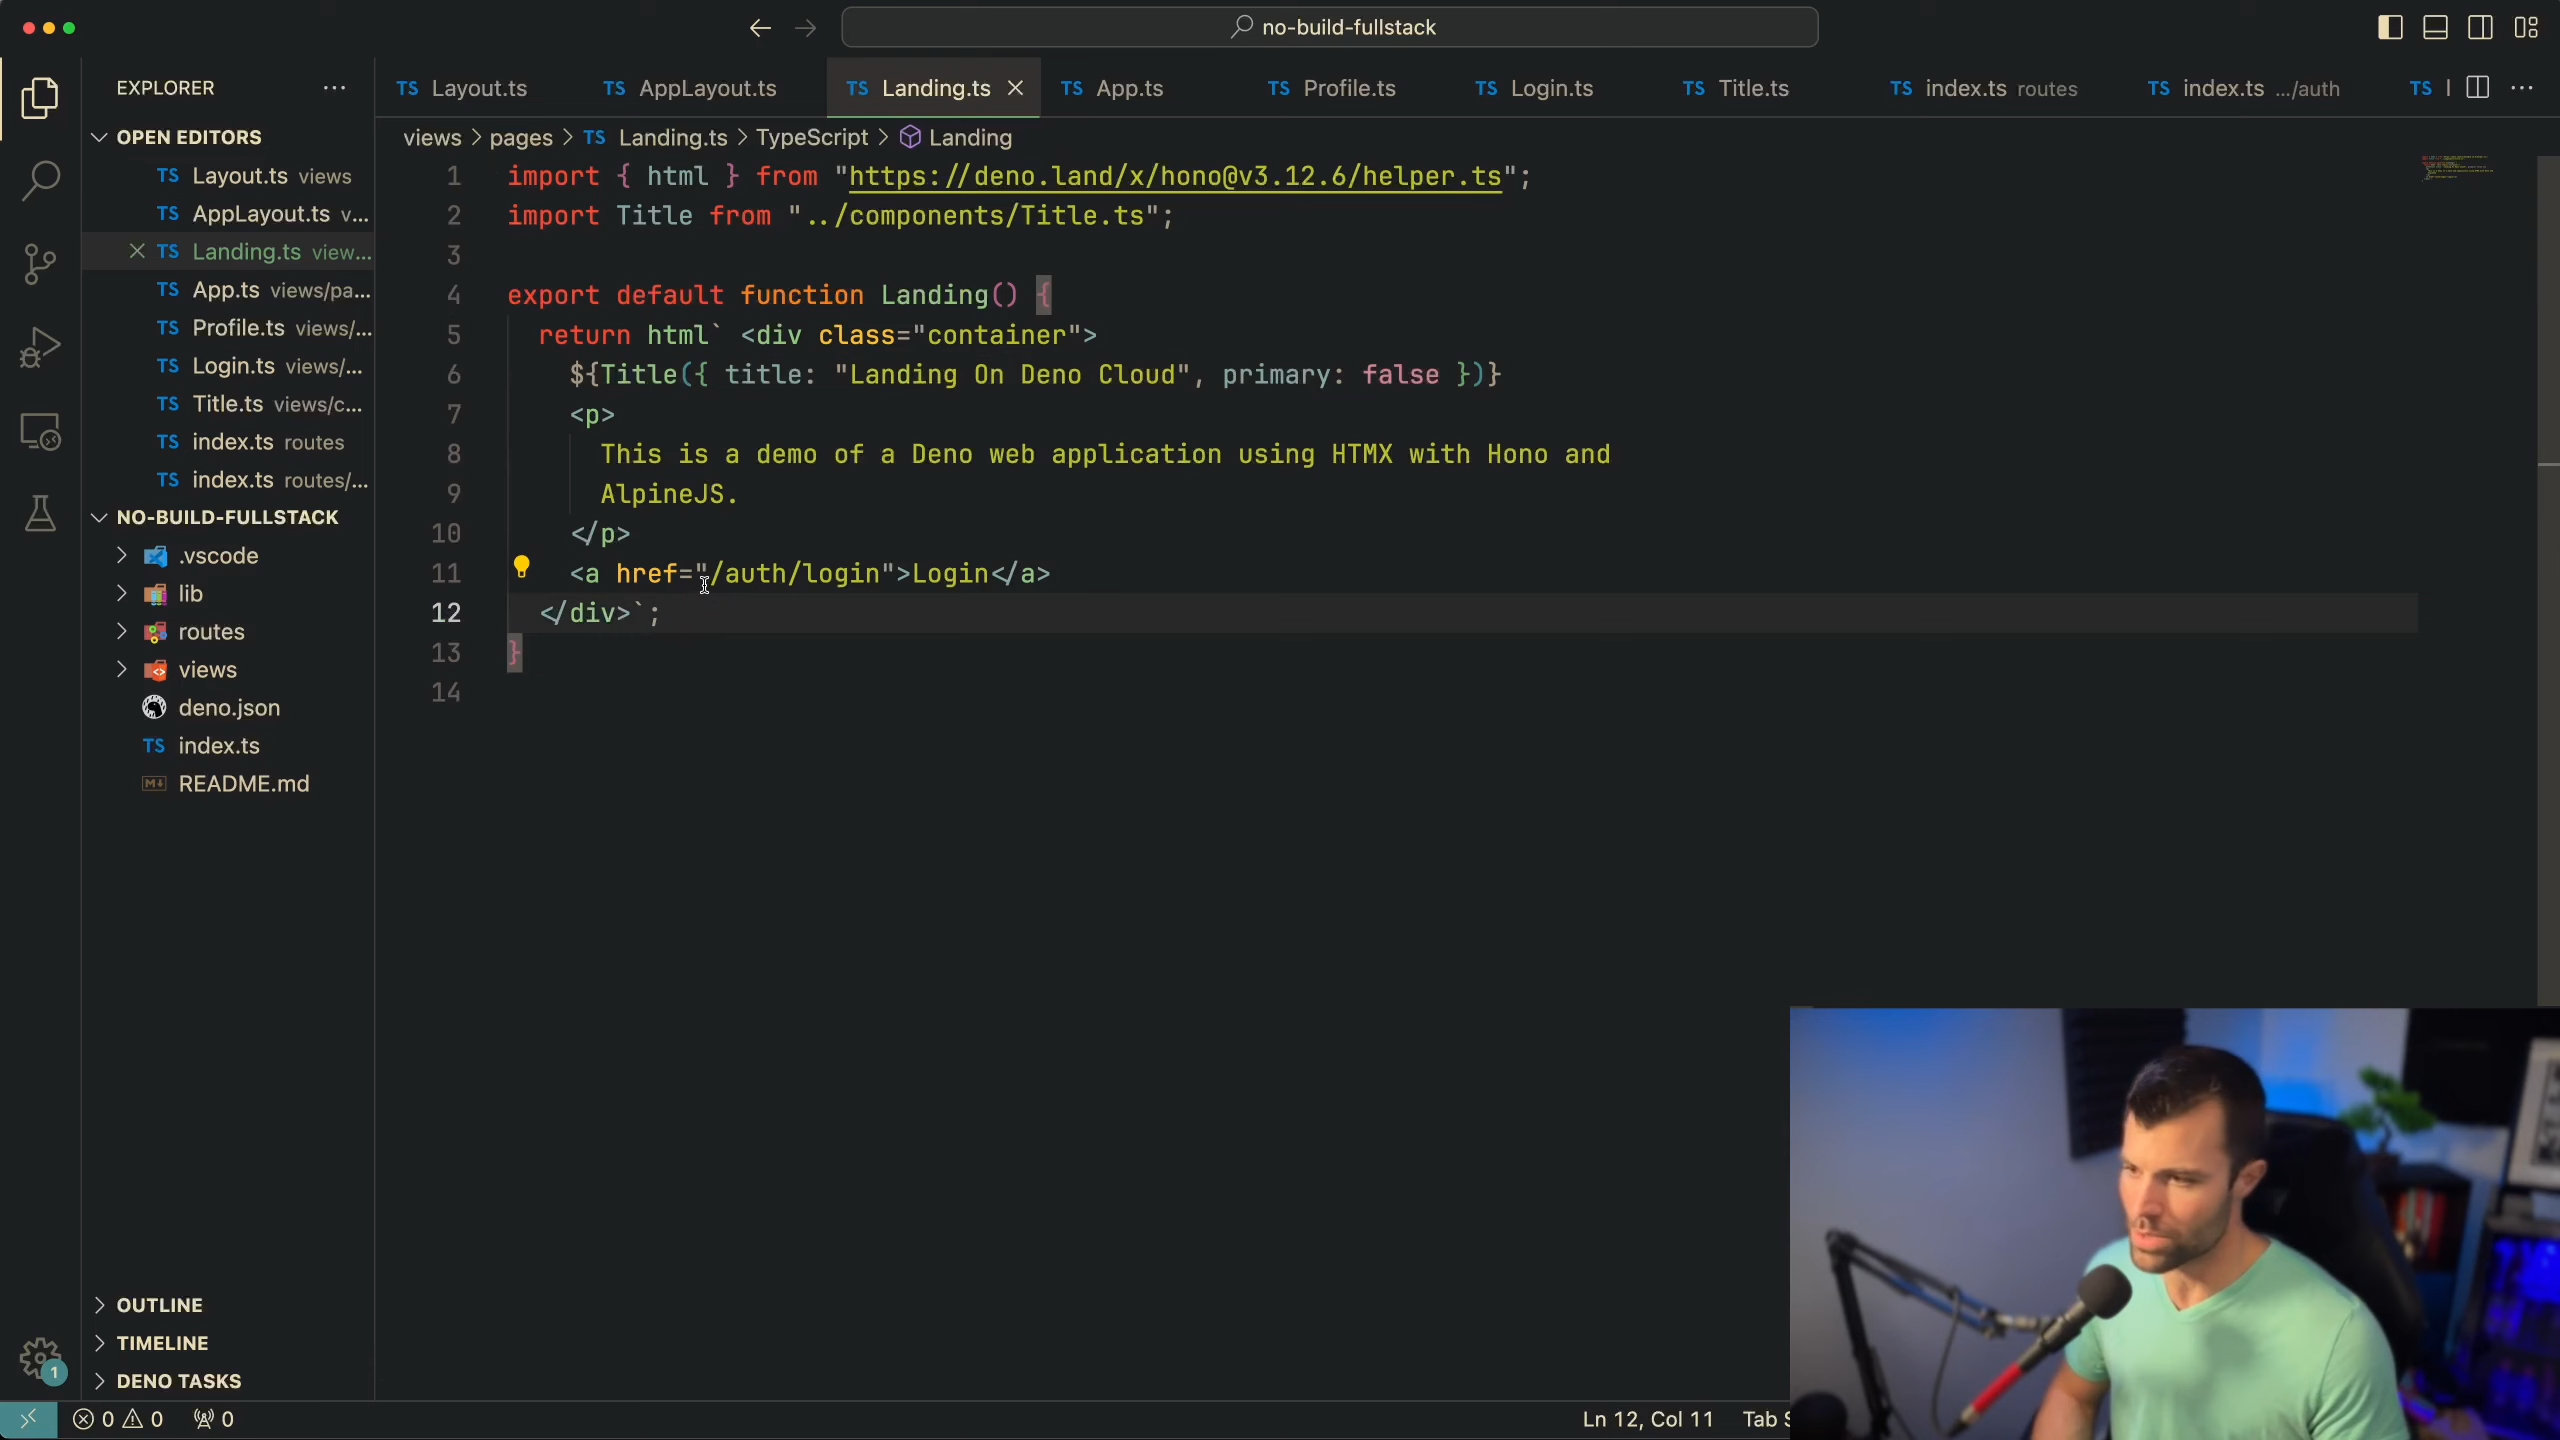 no-build-fullstack
EXPLORER
OPEN EDITORS
TS Layout.ts views
TS AppLayout.ts v...
TS Landing.ts view...
TS App.ts views/pa...
TS Profile.ts views/...
TS Login.ts views/...
TS Title.ts views/c...
TS index.ts routes
TS index.ts routes/...
NO-BUILD-FULLSTACK
.vscode
lib
routes
views
deno.json
TS index.ts
M README.md
OUTLINE
TIMELINE
DENO TASKS
TS Layout.ts TS AppLayout.ts TS Landing.ts TS App.ts TS Profile.ts TS Login.ts TS Title.ts TS index.ts routes TS index.ts .../auth TS
views > pages > TS Landing.ts > TypeScript > Landing
1 import { html } from "https://deno.land/x/hono@v3.12.6/helper.ts";
2 import Title from "../components/Title.ts";
3
4 export default function Landing() {
5 return html` <div class="container">
6 ${Title({ title: "Landing On Deno Cloud", primary: false })}
7 <p>
8 This is a demo of a Deno web application using HTMX with Hono and
9 AlpineJS.
10 </p>
11 <a href="/auth/login">Login</a>
12 </div>`;
13 }
14
1
0 0 0
Ln 12, Col 11 Tab S